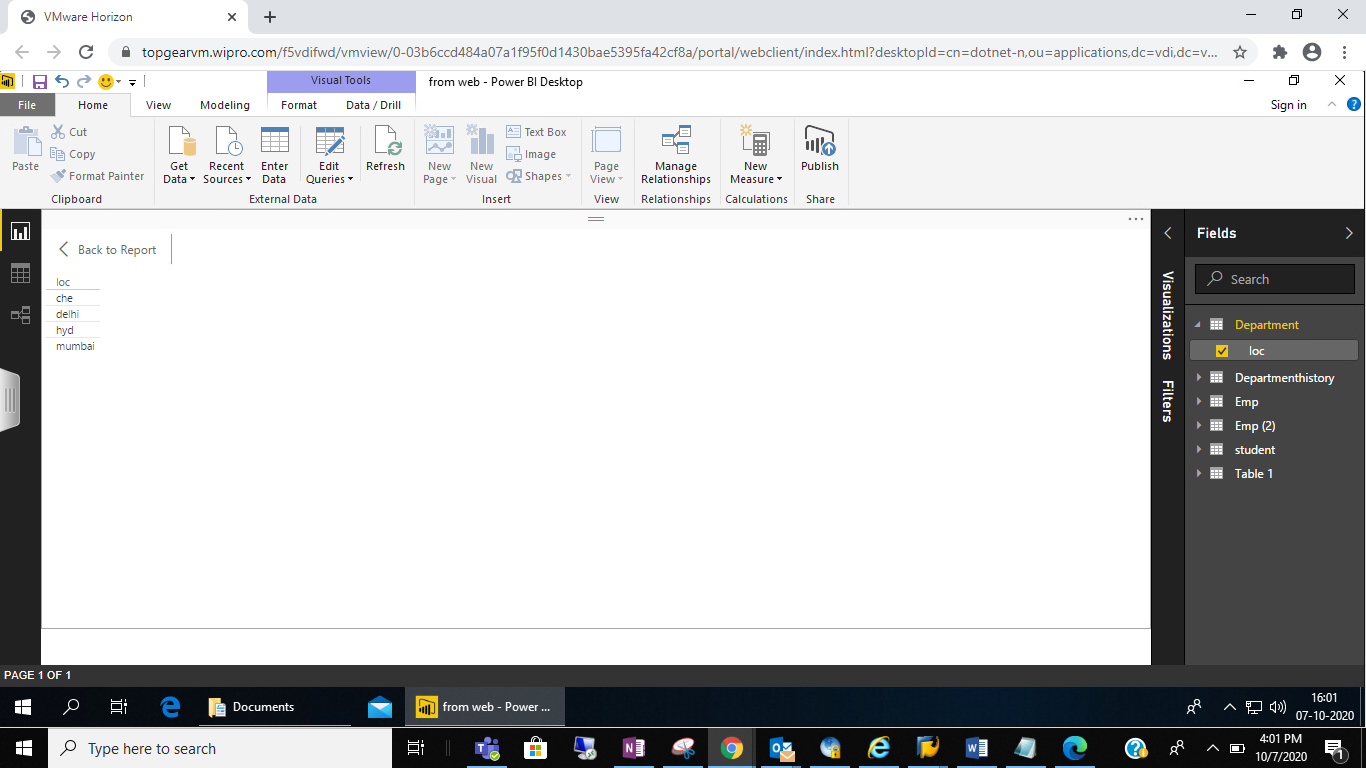 VMware Horizon
topgearvm.wipro.com/f5vdifwd/vmview/0-03b6ccd484a07a1f95f0d1430bae5395fa42cf8a/portal/webclient/index.html?desktopId=cn=dotnet-n,ou=applications,dc=vdi,dc=v...
Visual Tools
from web - Power BI Desktop
File Home View Modeling Format Data / Drill Sign in
Paste
Cut
Copy
Format Painter
Clipboard
Get Data
Recent Sources
Enter Data
Edit Queries
Refresh
External Data
New Page
New Visual
Text Box
Image
Shapes
Insert
Page View
View
Manage Relationships
Relationships
New Measure
Calculations
Publish
Share
Back to Report
loc
che
delhi
hyd
mumbai
Visualizations
Filters
Fields
Search
Department
loc
Departmenthistory
Emp
Emp (2)
student
Table 1
PAGE 1 OF 1
Documents
from web - Power ...
16:01
07-10-2020
Type here to search
4:01 PM
10/7/2020
1